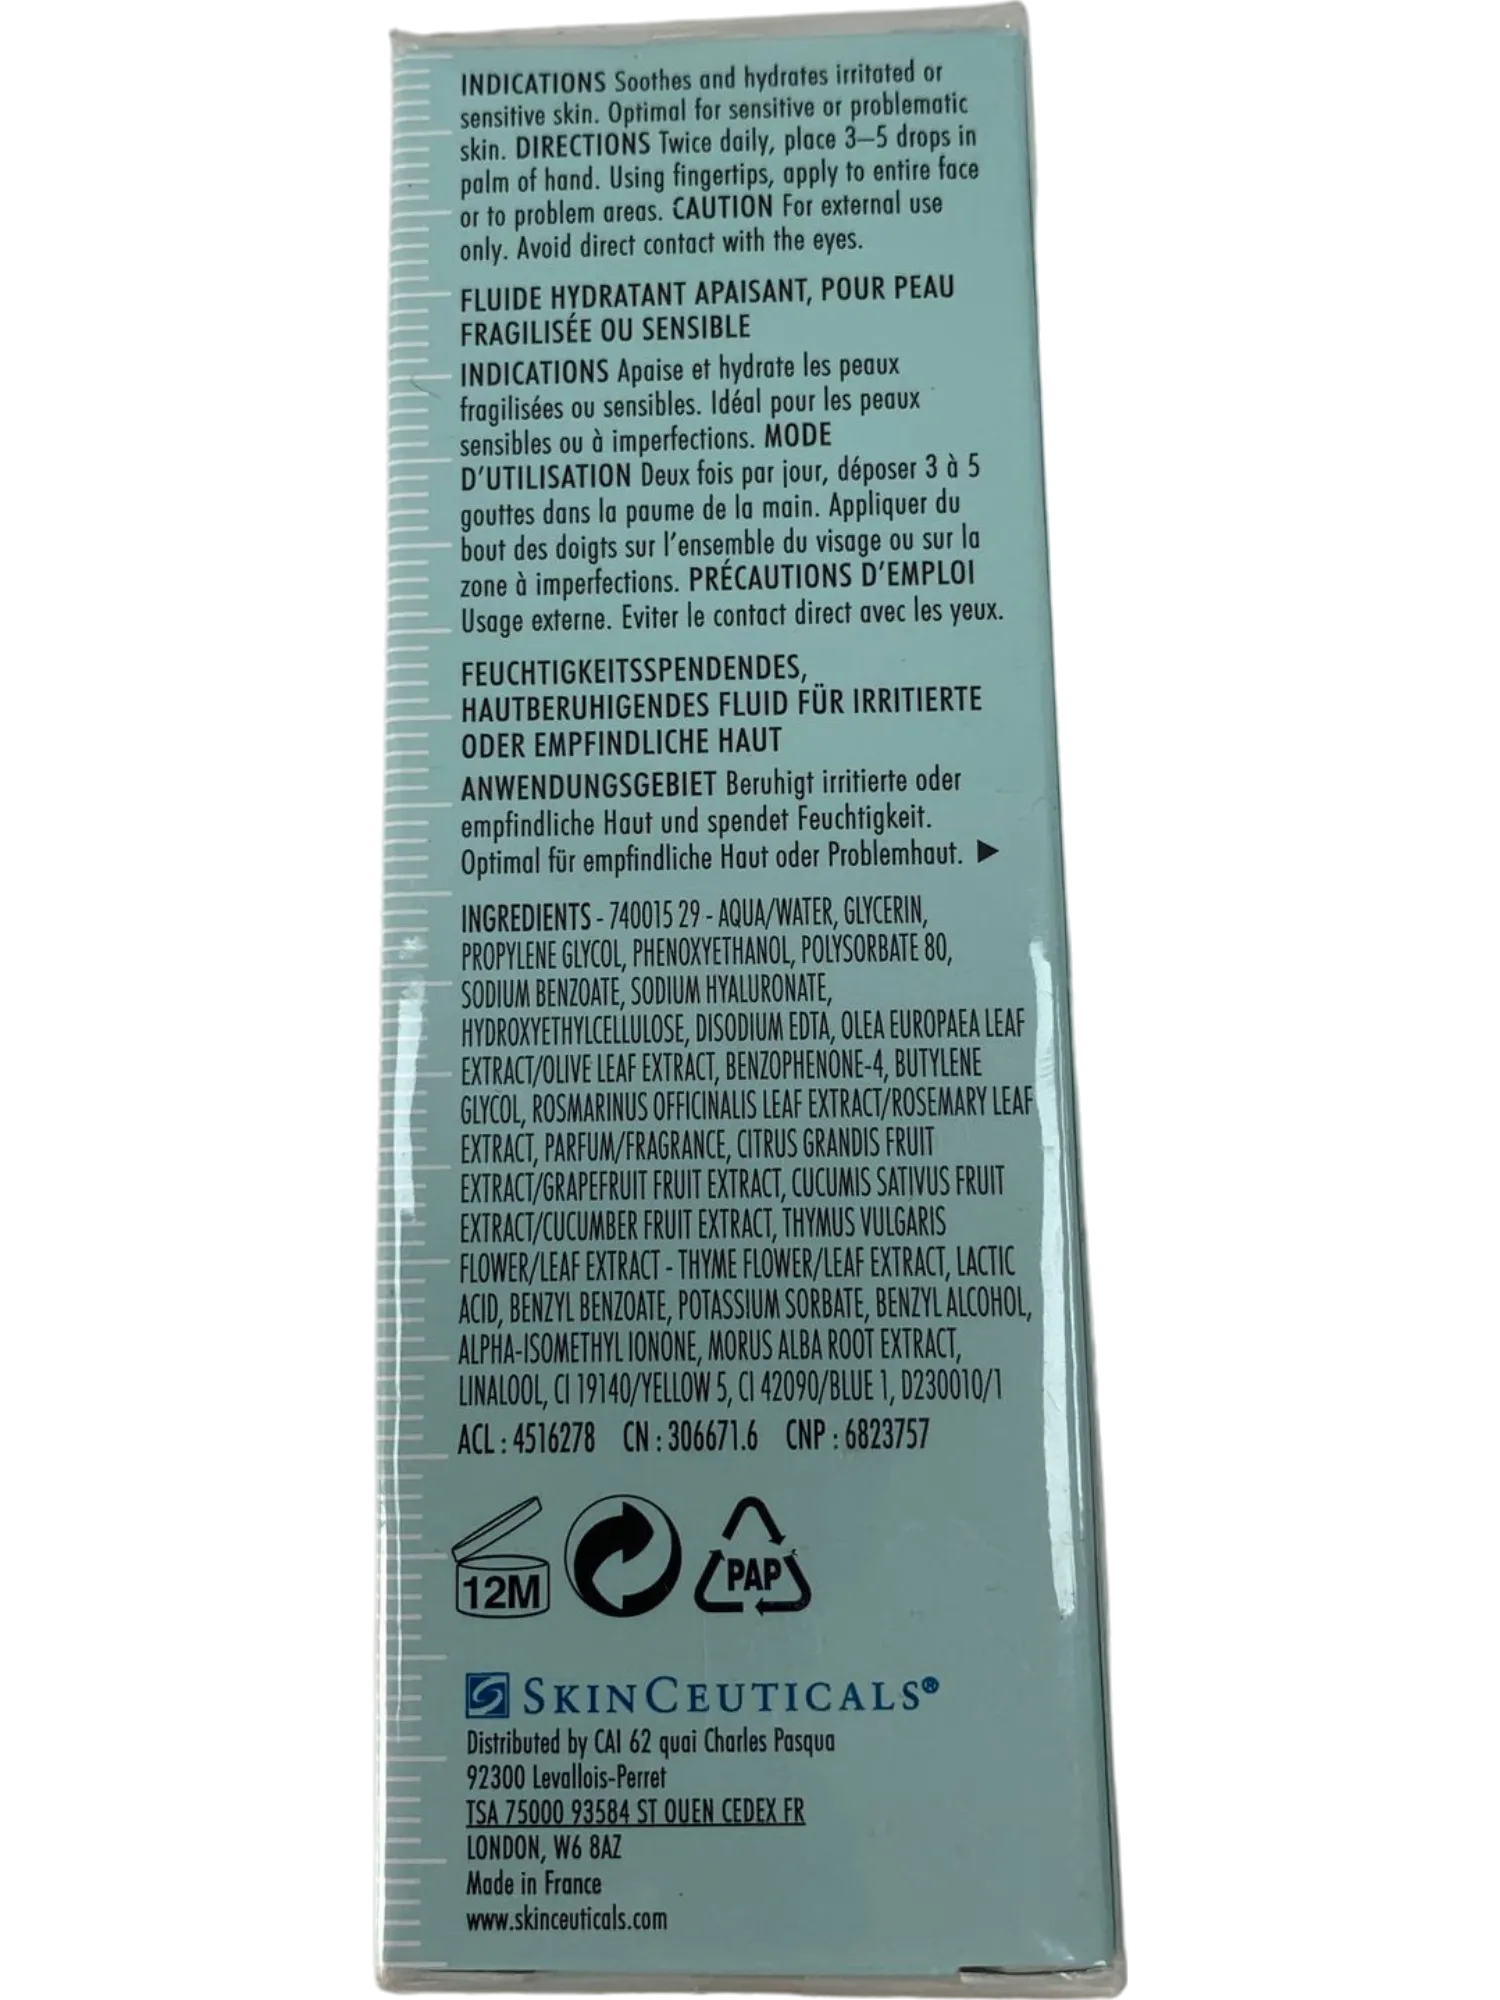 INDICATIONS Soothes and hydrates irritated or
sensitive skin. Optimal for sensitive or problematic
skin. DIRECTIONS Twice daily, place 3–5 drops in
palm of hand. Using fingertips, apply to entire face
or to problem areas. CAUTION For external use
only. Avoid direct contact with the eyes.
FLUIDE HYDRATANT APAISANT, POUR PEAU
FRAGILISÉE OU SENSIBLE
INDICATIONS Apaise et hydrate les peaux
fragilisées ou sensibles. Idéal pour les peaux
sensibles ou à imperfections. MODE
D'UTILISATION Deux fois par jour, déposer 3 à 5
gouttes dans la paume de la main. Appliquer du
bout des doigts sur l'ensemble du visage ou sur la
zone à imperfections. PRÉCAUTIONS D'EMPLOI
Usage externe. Eviter le contact direct avec les yeux.
FEUCHTIGKEITSSPENDENDES,
HAUTBERUHIGENDES FLUID FÜR IRRITIERTE
ODER EMPFINDLICHE HAUT
ANWENDUNGSGEBIET Beruhigt irritierte oder
empfindliche Haut und spendet Feuchtigkeit.
Optimal für empfindliche Haut oder Problemhaut. ▶
INGREDIENTS - 740015 29 - AQUA/WATER, GLYCERIN,
PROPYLENE GLYCOL, PHENOXYETHANOL, POLYSORBATE 80,
SODIUM BENZOATE, SODIUM HYALURONATE,
HYDROXYETHYLCELLULOSE, DISODIUM EDTA, OLEA EUROPAEA LEAF
EXTRACT/OLIVE LEAF EXTRACT, BENZOPHENONE-4, BUTYLENE
GLYCOL, ROSMARINUS OFFICINALIS LEAF EXTRACT/ROSEMARY LEAF
EXTRACT, PARFUM/FRAGRANCE, CITRUS GRANDIS FRUIT
EXTRACT/GRAPEFRUIT FRUIT EXTRACT, CUCUMIS SATIVUS FRUIT
EXTRACT/CUCUMBER FRUIT EXTRACT, THYMUS VULGARIS
FLOWER/LEAF EXTRACT - THYME FLOWER/LEAF EXTRACT, LACTIC
ACID, BENZYL BENZOATE, POTASSIUM SORBATE, BENZYL ALCOHOL,
ALPHA-ISOMETHYL IONONE, MORUS ALBA ROOT EXTRACT,
LINALOOL, CI 19140/YELLOW 5, CI 42090/BLUE 1, D230010/1
ACL : 4516278 CN : 306671.6 CNP : 6823757
12M PAP
SKINCEUTICALS®
Distributed by CAI 62 quai Charles Pasqua
92300 Levallois-Perret
TSA 75000 93584 ST OUEN CEDEX FR
LONDON, W6 8AZ
Made in France
www.skinceuticals.com